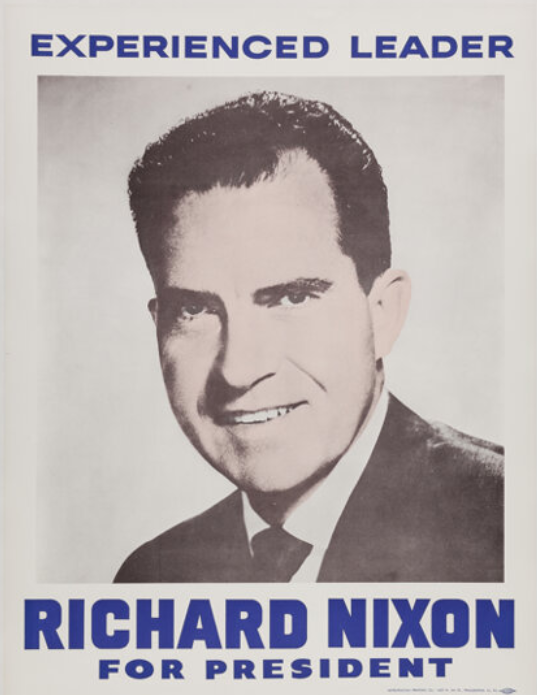 EXPERIENCED LEADER
RICHARD NIXON
FOR PRESIDENT